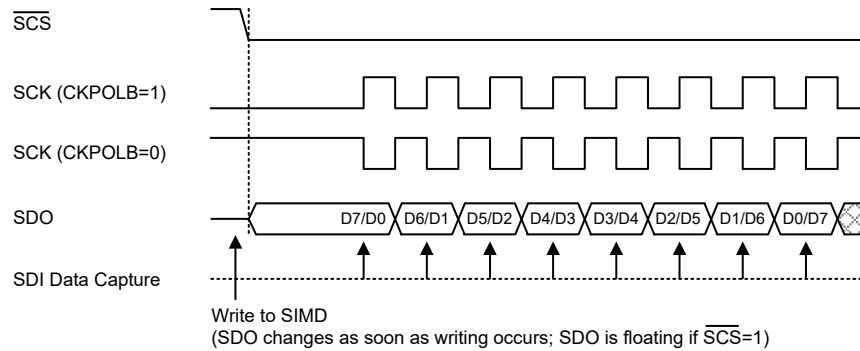 S̅C̅S̅
SCK (CKPOLB=1)
SCK (CKPOLB=0)
SDO D7/D0 D6/D1 D5/D2 D4/D3 D3/D4 D2/D5 D1/D6 D0/D7
SDI Data Capture
Write to SIMD
(SDO changes as soon as writing occurs; SDO is floating if S̅C̅S̅=1)